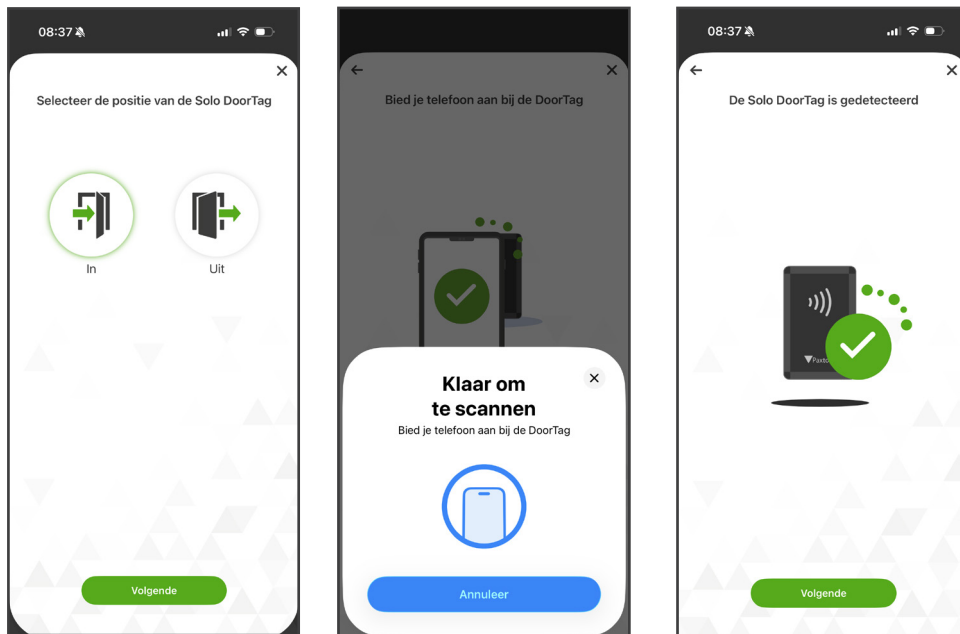 08:37
Selecteer de positie van de Solo DoorTag
In
Uit
Volgende
Bied je telefoon aan bij de DoorTag
Klaar om
te scannen
Bied je telefoon aan bij de DoorTag
Annuleer
08:37
De Solo DoorTag is gedetecteerd
Volgende